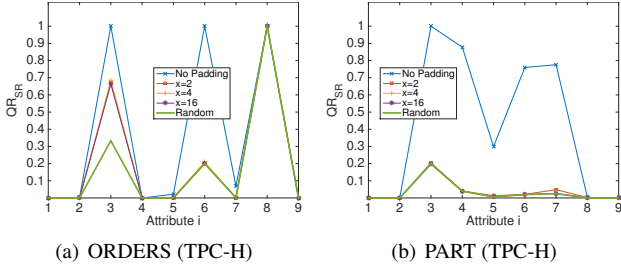 QR_SR
1
0.9
0.8
0.7
0.6
0.5
0.4
0.3
0.2
0.1
No Padding
x=2
x=4
x=16
Random
1 2 3 4 5 6 7 8 9
Attribute i
(a) ORDERS (TPC-H)
QR_SR
1
0.9
0.8
0.7
0.6
0.5
0.4
0.3
0.2
0.1
No Padding
x=2
x=4
x=16
Random
1 2 3 4 5 6 7 8 9
Attribute i
(b) PART (TPC-H)